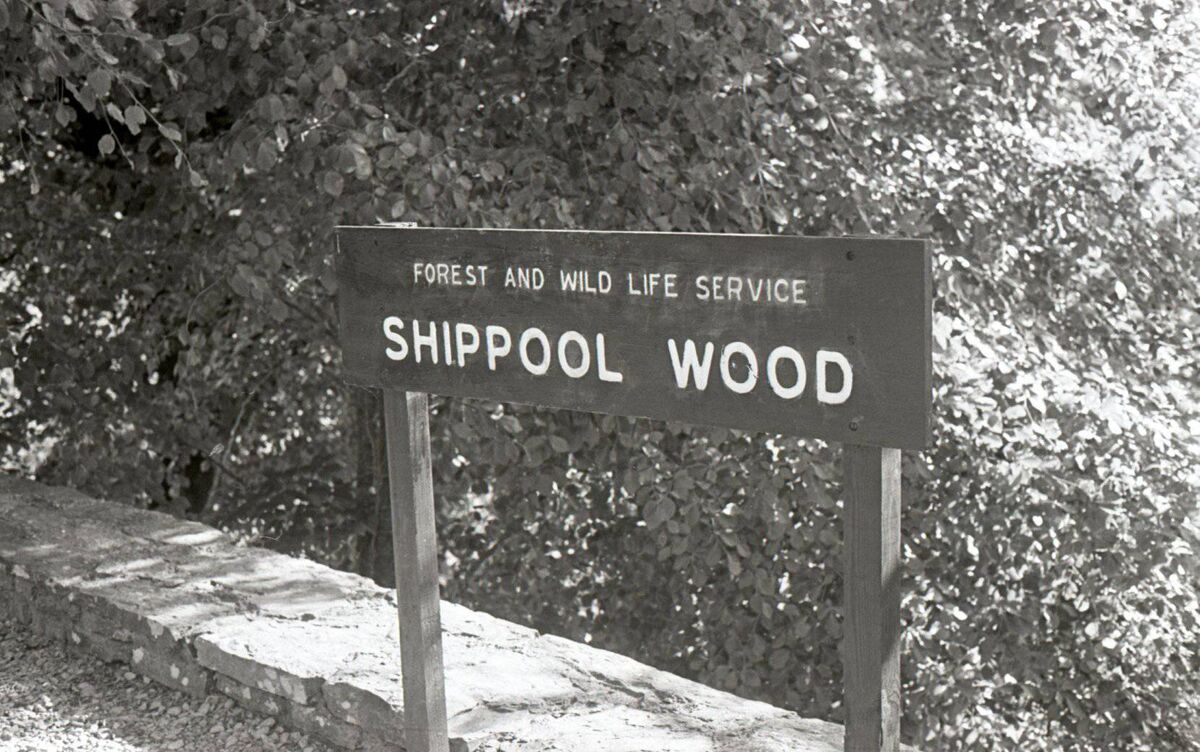 FOREST AND WILD LIFE SERVICE
SHIPPOOL WOOD